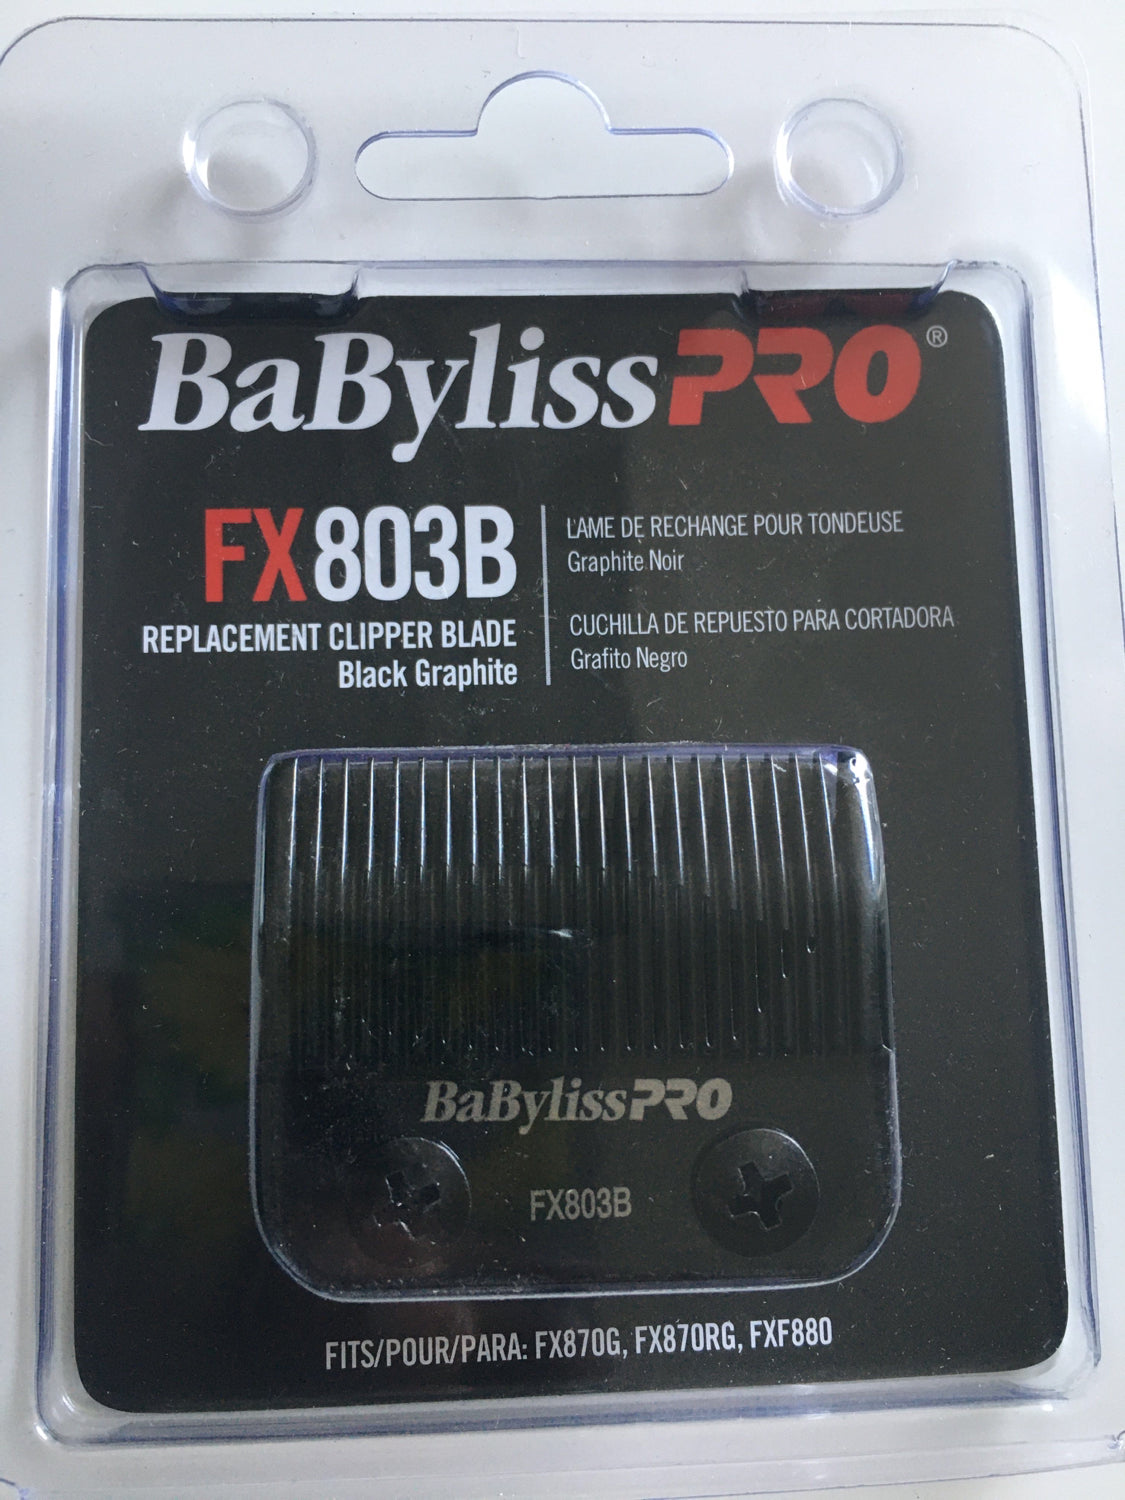 BaBylissPRO®
FX803B
REPLACEMENT CLIPPER BLADE
Black Graphite
LAME DE RECHANGE POUR TONDEUSE
Graphite Noir
CUCHILLA DE REPUESTO PARA CORTADORA
Grafito Negro
BaBylissPRO
FX803B
FITS/POUR/PARA: FX870G, FX870RG, FXF880